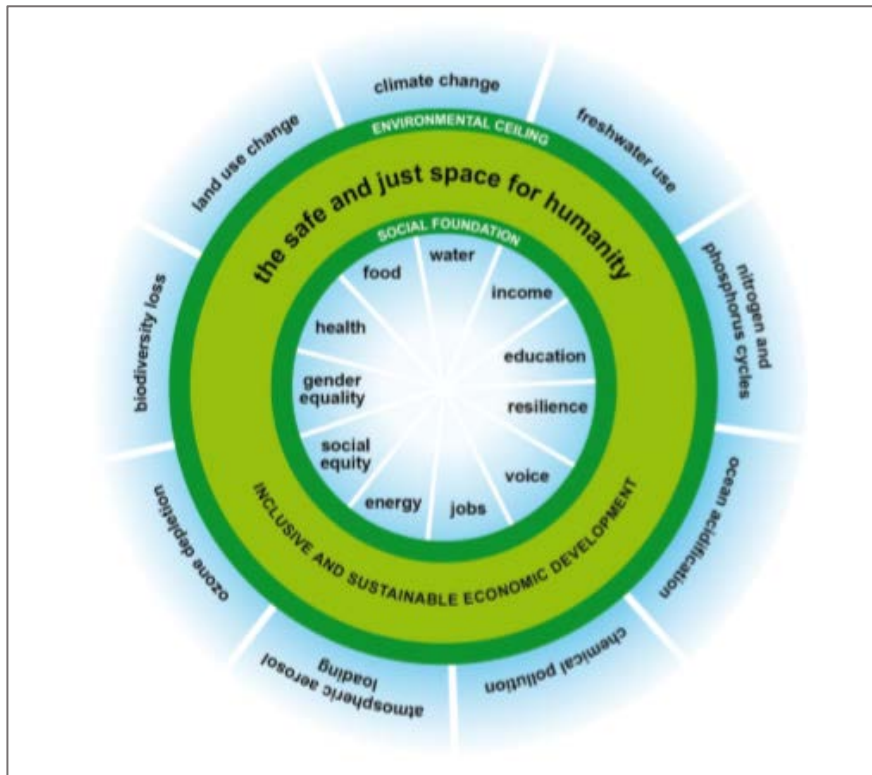 climate change
freshwater use
nitrogen and
phosphorus cycles
ocean acidification
chemical pollution
atmospheric aerosol
loading
ozone depletion
biodiversity loss
land use change
ENVIRONMENTAL CEILING
the safe and just space for humanity
SOCIAL FOUNDATION
water
income
education
resilience
voice
jobs
energy
social
equity
gender
equality
health
food
INCLUSIVE AND SUSTAINABLE ECONOMIC DEVELOPMENT